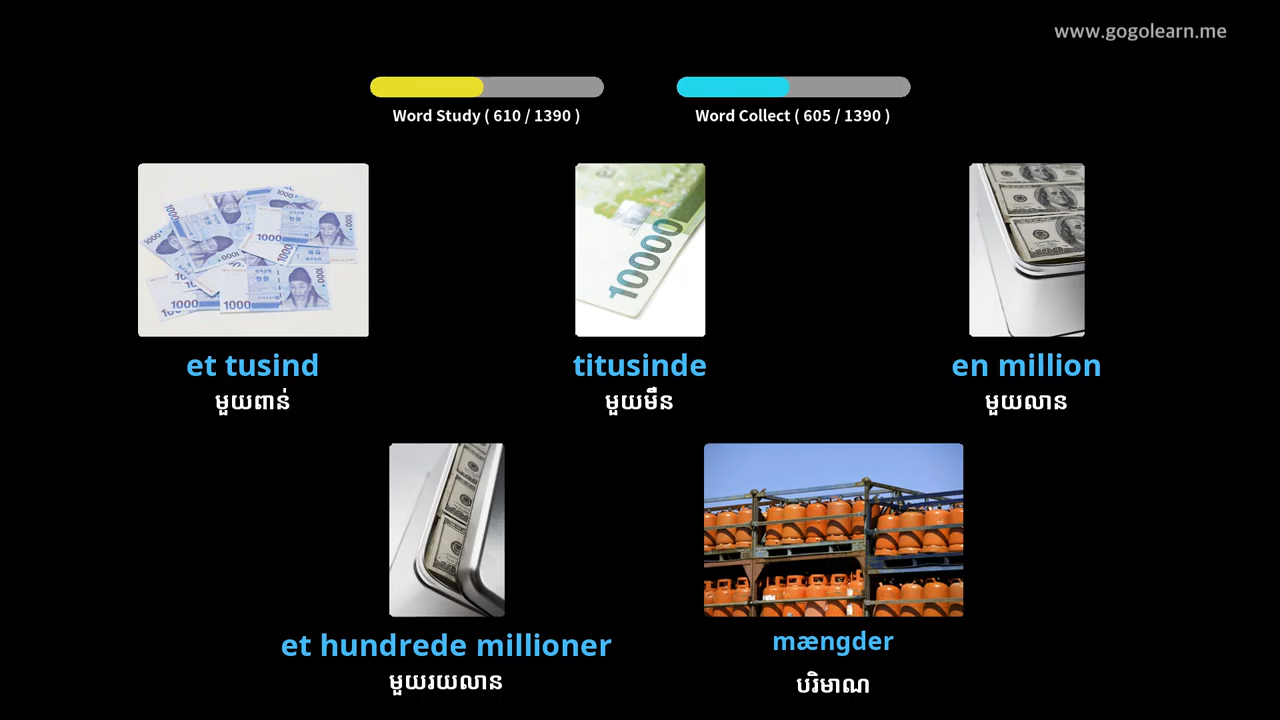 www.gogolearn.me
Word Study ( 610 / 1390 )
Word Collect ( 605 / 1390 )
et tusind
មួយពាន់
titusinde
មួយមឺន
en million
មួយលាន
et hundrede millioner
មួយរយលាន
mængder
បរិមាណ
1000
10000